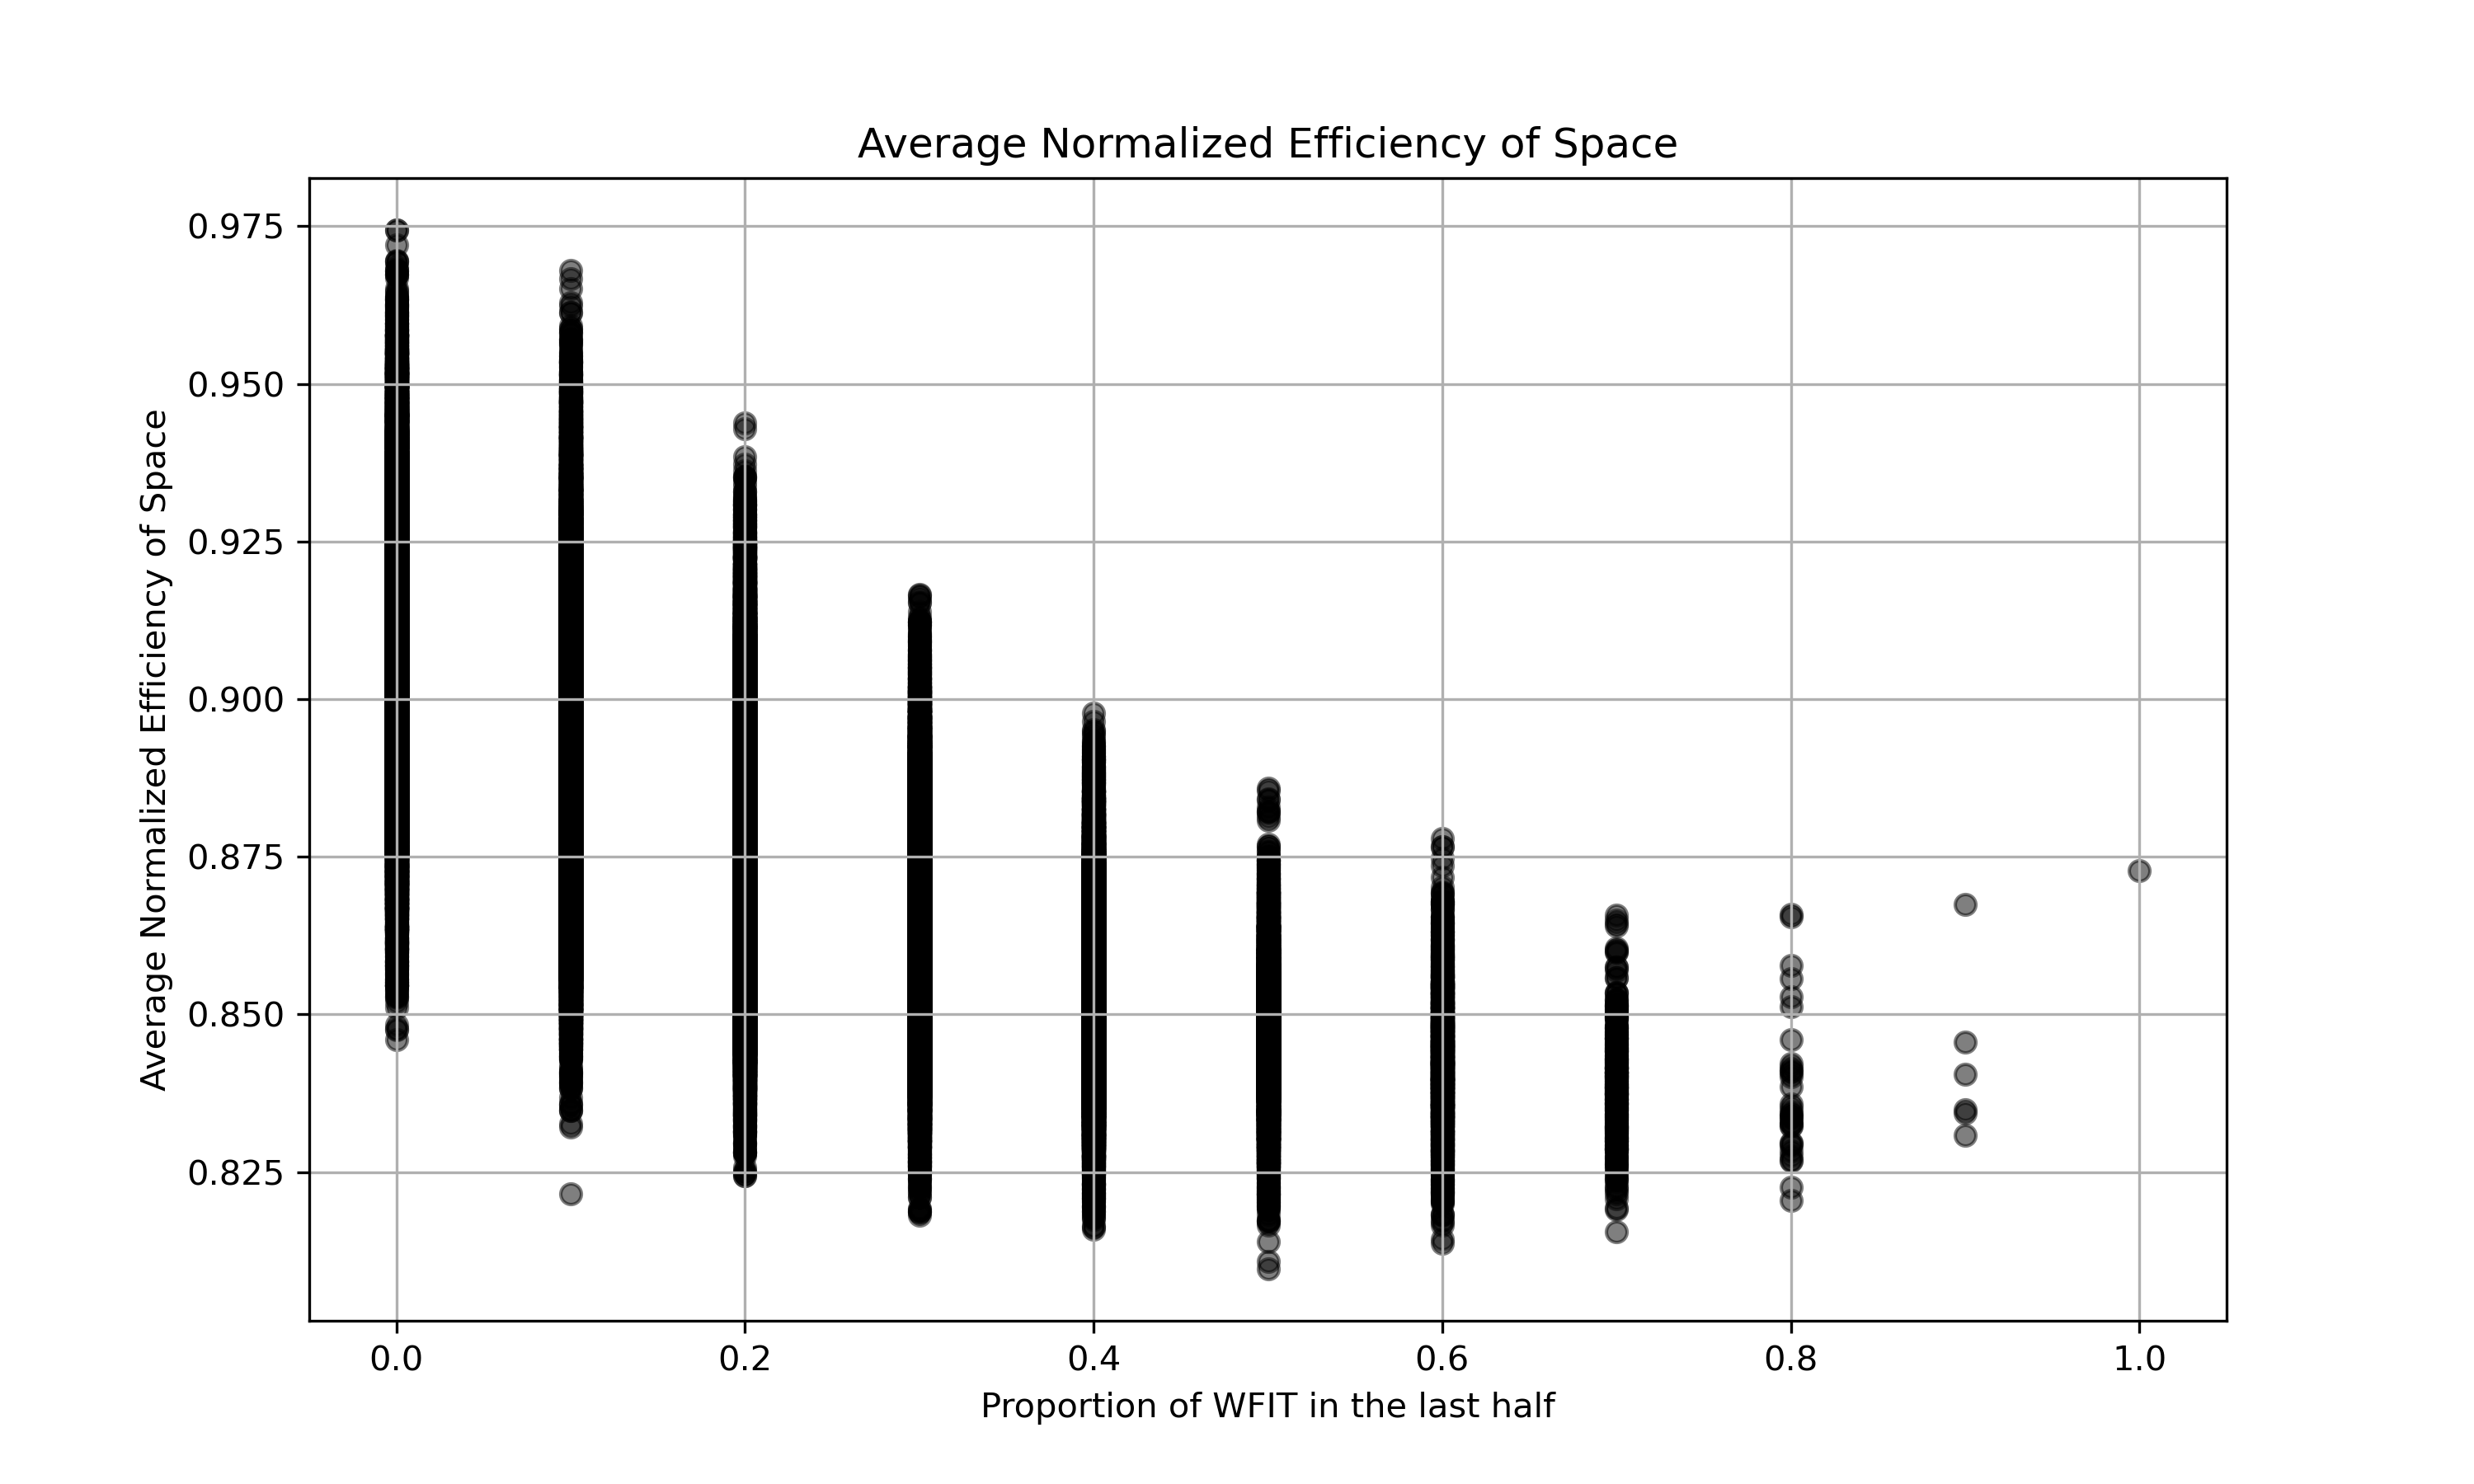 Average Normalized Efficiency of Space
Average Normalized Efficiency of Space
0.975
0.950
0.925
0.900
0.875
0.850
0.825
0.0 0.2 0.4 0.6 0.8 1.0
Proportion of WFIT in the last half